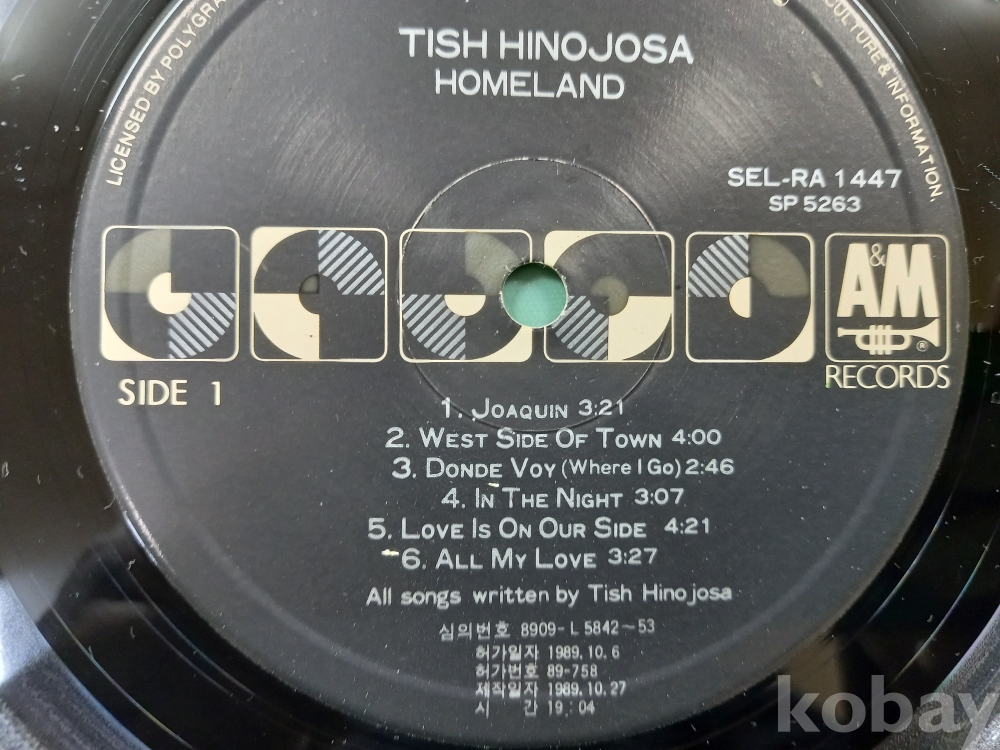 TISH HINOJOSA
HOMELAND
LICENSED BY POLYGRA
CULTURE & INFORMATION.
SEL-RA 1447
SP 5263
A&M
®
RECORDS
SIDE 1
1. JOAQUIN 3:21
2. WEST SIDE OF TOWN 4:00
3. DONDE VOY (Where I Go) 2:46
4. IN THE NIGHT 3:07
5. LOVE IS ON OUR SIDE 4:21
6. ALL MY LOVE 3:27
All songs written by Tish Hinojosa
심의번호 8909-L5842~53
허가일자 1989.10.6
허가번호 89-758
제작일자 1989.10.27
시 간 19:04
kobay